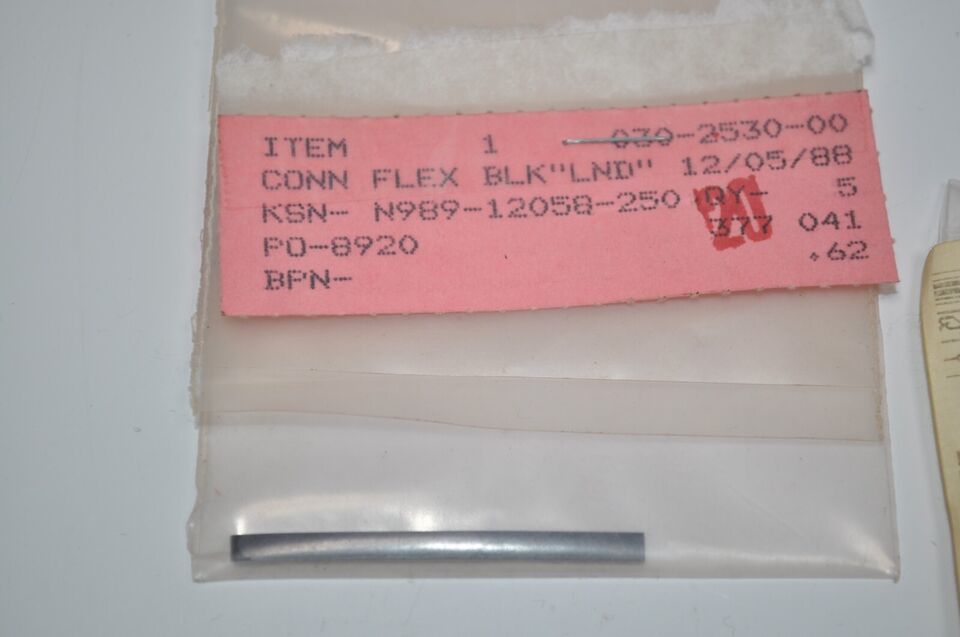 ITEM 1 030-2530-00
CONN FLEX BLK"LND" 12/05/88
KSN- N989-12058-250 QY- 5
PO-8920 377 041
BPN- .62